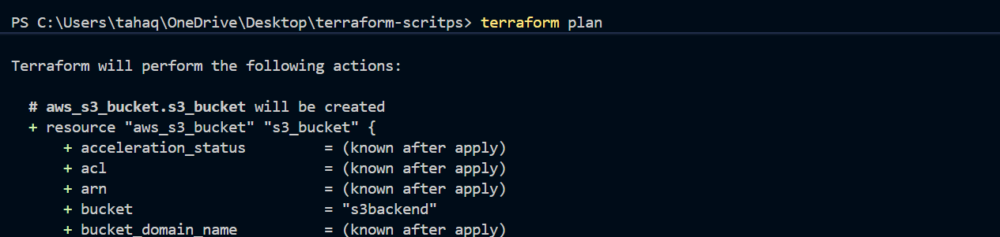 PS C:\Users\tahaq\OneDrive\Desktop\terraform-scritps> terraform plan
Terraform will perform the following actions:
# aws_s3_bucket.s3_bucket will be created
+ resource "aws_s3_bucket" "s3_bucket" {
+ acceleration_status = (known after apply)
+ acl = (known after apply)
+ arn = (known after apply)
+ bucket = "s3backend"
+ bucket_domain_name = (known after apply)